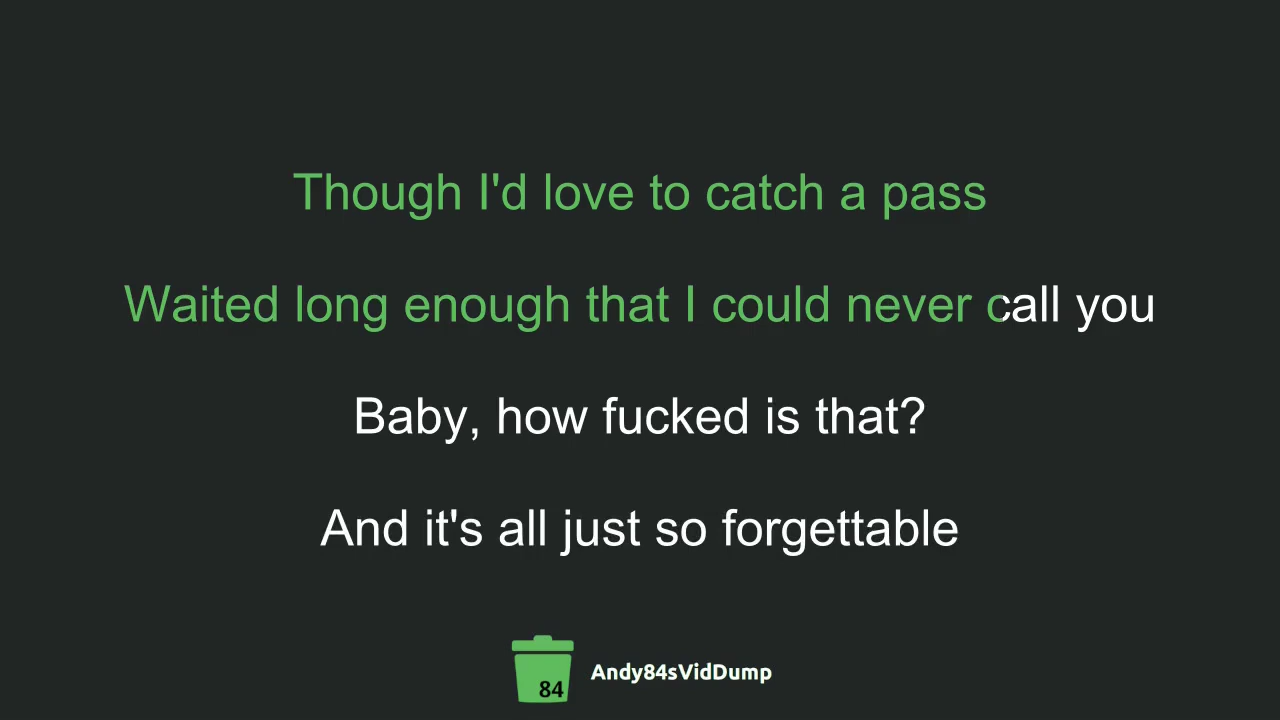 Though I'd love to catch a pass
Waited long enough that I could never call you
Baby, how fucked is that?
And it's all just so forgettable
84
Andy84sVidDump